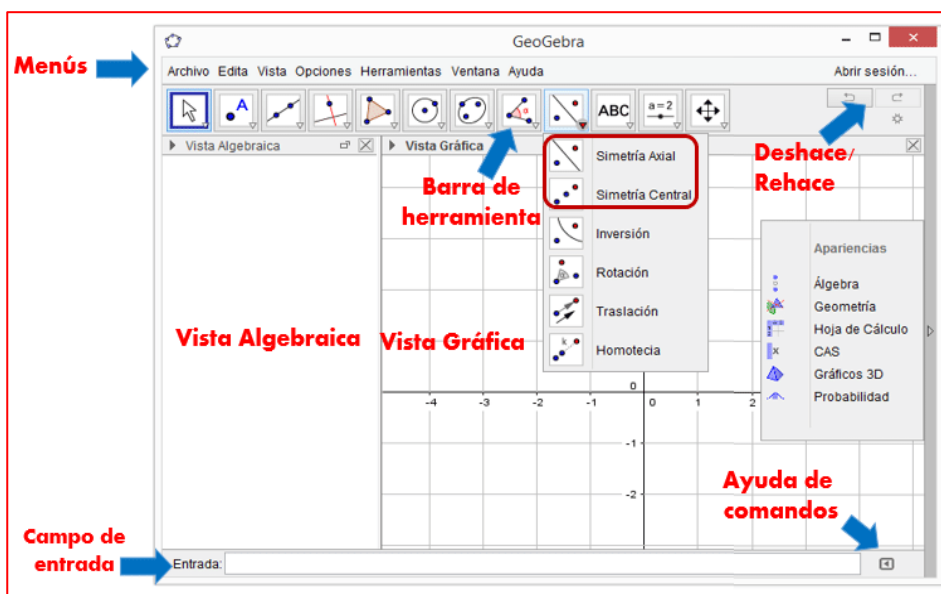 GeoGebra
Menús
Archivo Edita Vista Opciones Herramientas Ventana Ayuda
Abrir sesión...
A
α
ABC
a=2
Vista Algebraica
Vista Gráfica
Deshace/
Rehace
Barra de
herramienta
Simetría Axial
Simetría Central
Inversión
Rotación
Traslación
k
Homotecia
Apariencias
Álgebra
Geometría
Hoja de Cálculo
x
CAS
Gráficos 3D
Probabilidad
Vista Algebraica
Vista Gráfica
0
-4 -3 -2 -1 0 1 2
-1
-2
Ayuda de
comandos
Campo de
entrada
Entrada: